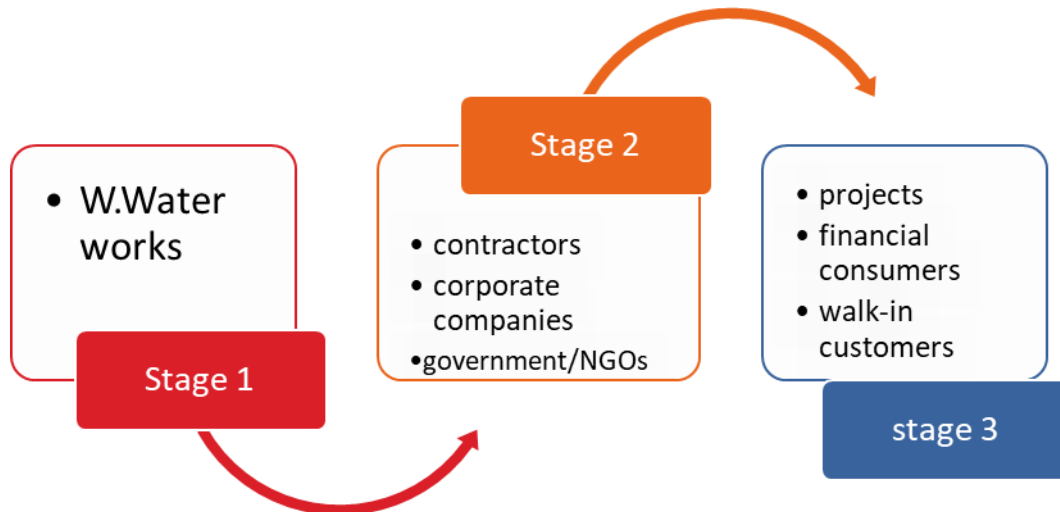 • W.Water
works
Stage 1
Stage 2
• contractors
• corporate
companies
•government/NGOs
• projects
• financial
consumers
• walk-in
customers
stage 3